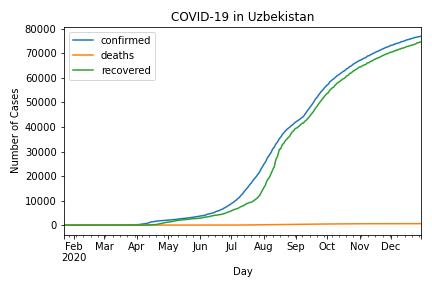 COVID-19 in Uzbekistan
confirmed
deaths
recovered
Number of Cases
80000
70000
60000
50000
40000
30000
20000
10000
0
Feb Mar Apr May Jun Jul Aug Sep Oct Nov Dec
2020
Day